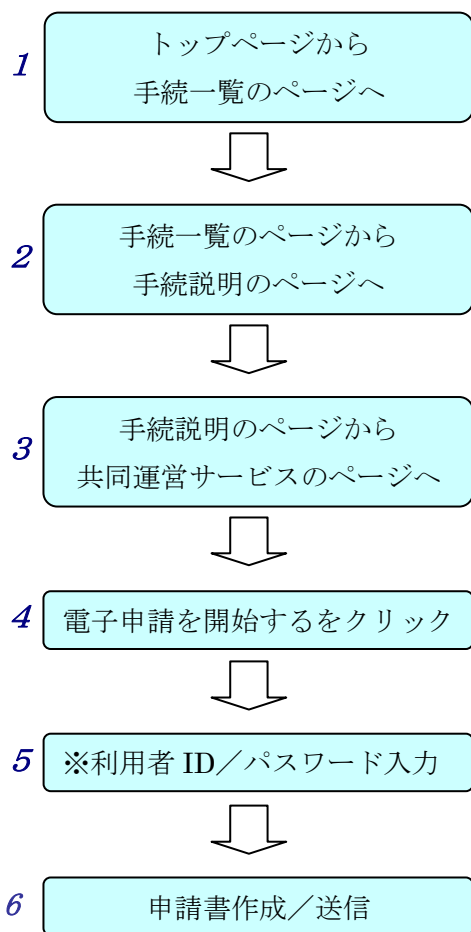 1
トップページから
手続一覧のページへ
2
手続一覧のページから
手続説明のページへ
3
手続説明のページから
共同運営サービスのページへ
4 電子申請を開始するをクリック
5 ※利用者 ID／パスワード入力
6 申請書作成／送信